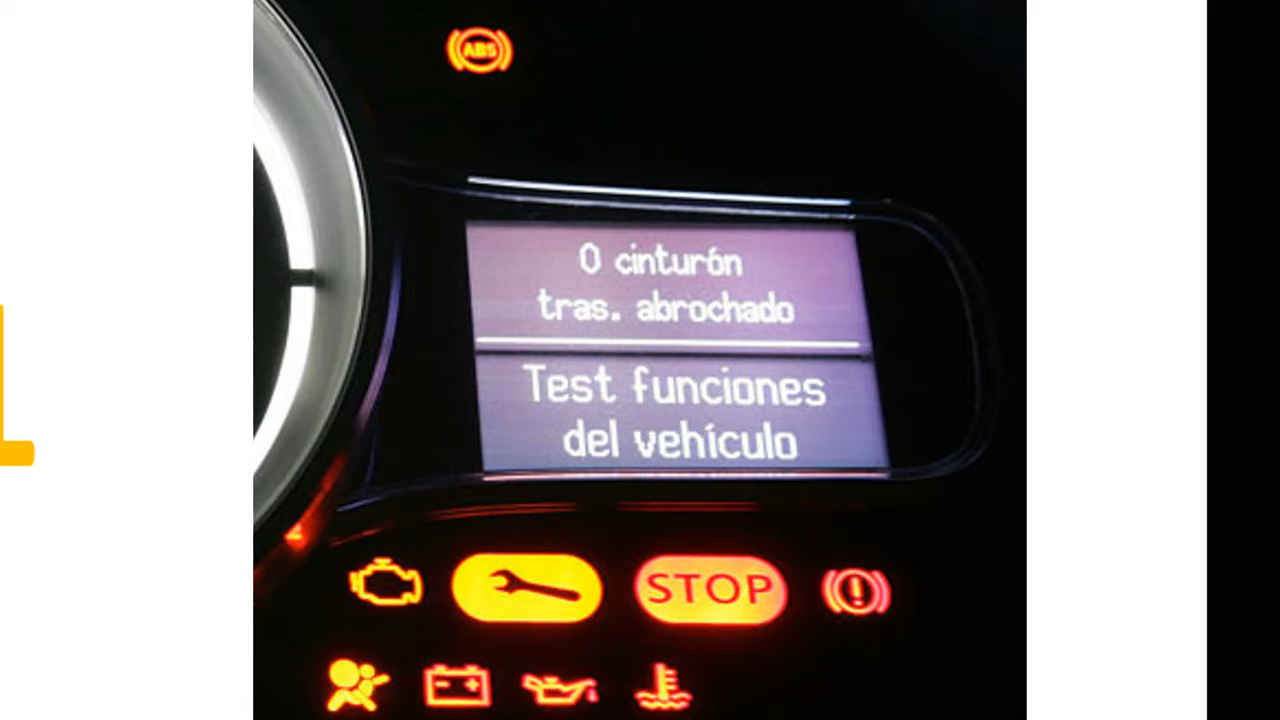 ABS
0 cinturón
tras. abrochado
Test funciones
del vehículo
STOP